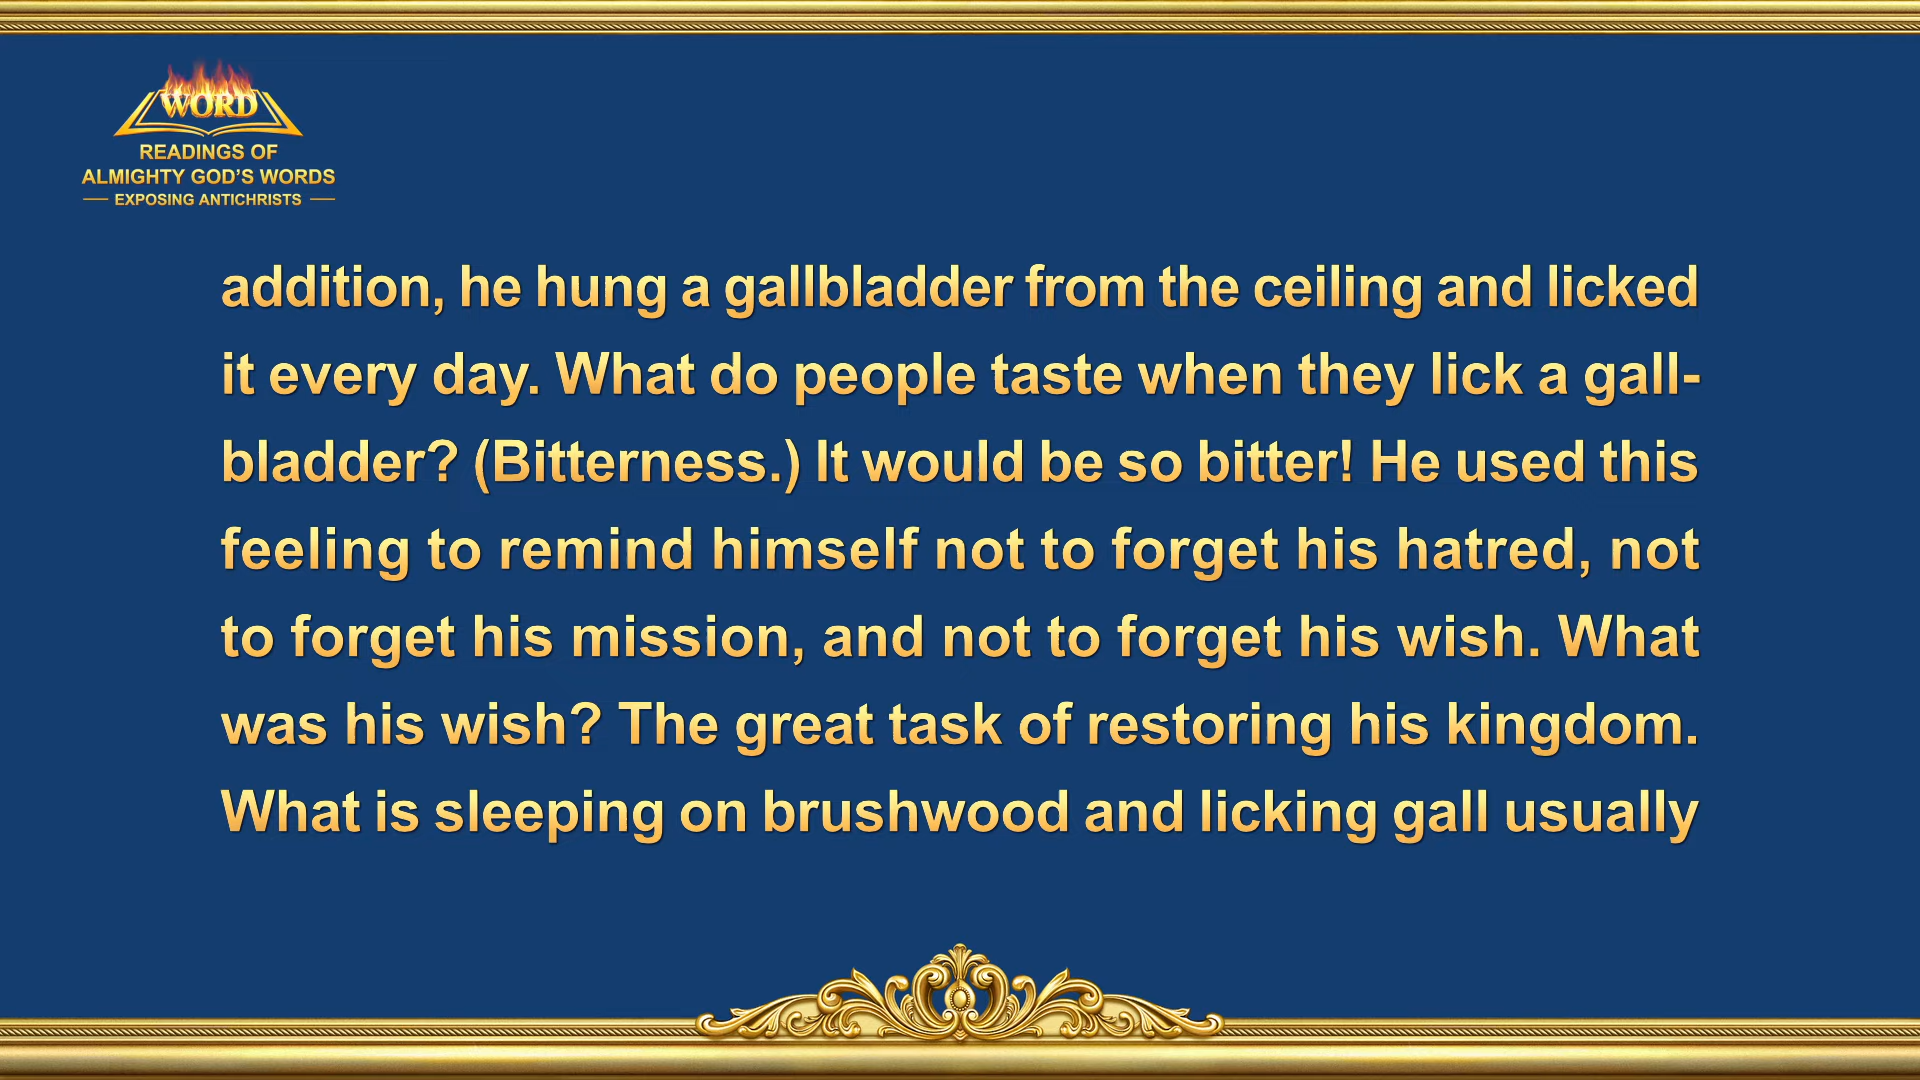 WORD
READINGS OF
ALMIGHTY GOD'S WORDS
EXPOSING ANTICHRISTS
addition, he hung a gallbladder from the ceiling and licked
it every day. What do people taste when they lick a gall-
bladder? (Bitterness.) It would be so bitter! He used this
feeling to remind himself not to forget his hatred, not
to forget his mission, and not to forget his wish. What
was his wish? The great task of restoring his kingdom.
What is sleeping on brushwood and licking gall usually